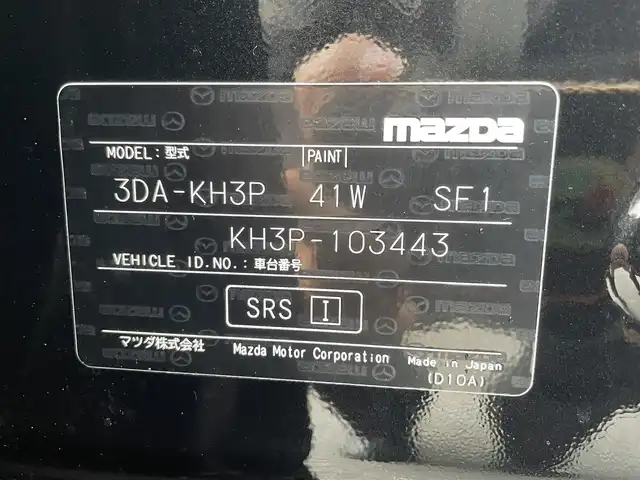 mazda
MODEL:型式 PAINT
3DA-KH3P 41W SF1
KH3P-103443
VEHICLE ID.NO.:車台番号
SRS I
マツダ株式会社 Mazda Motor Corporation Made in Japan
(D10A)